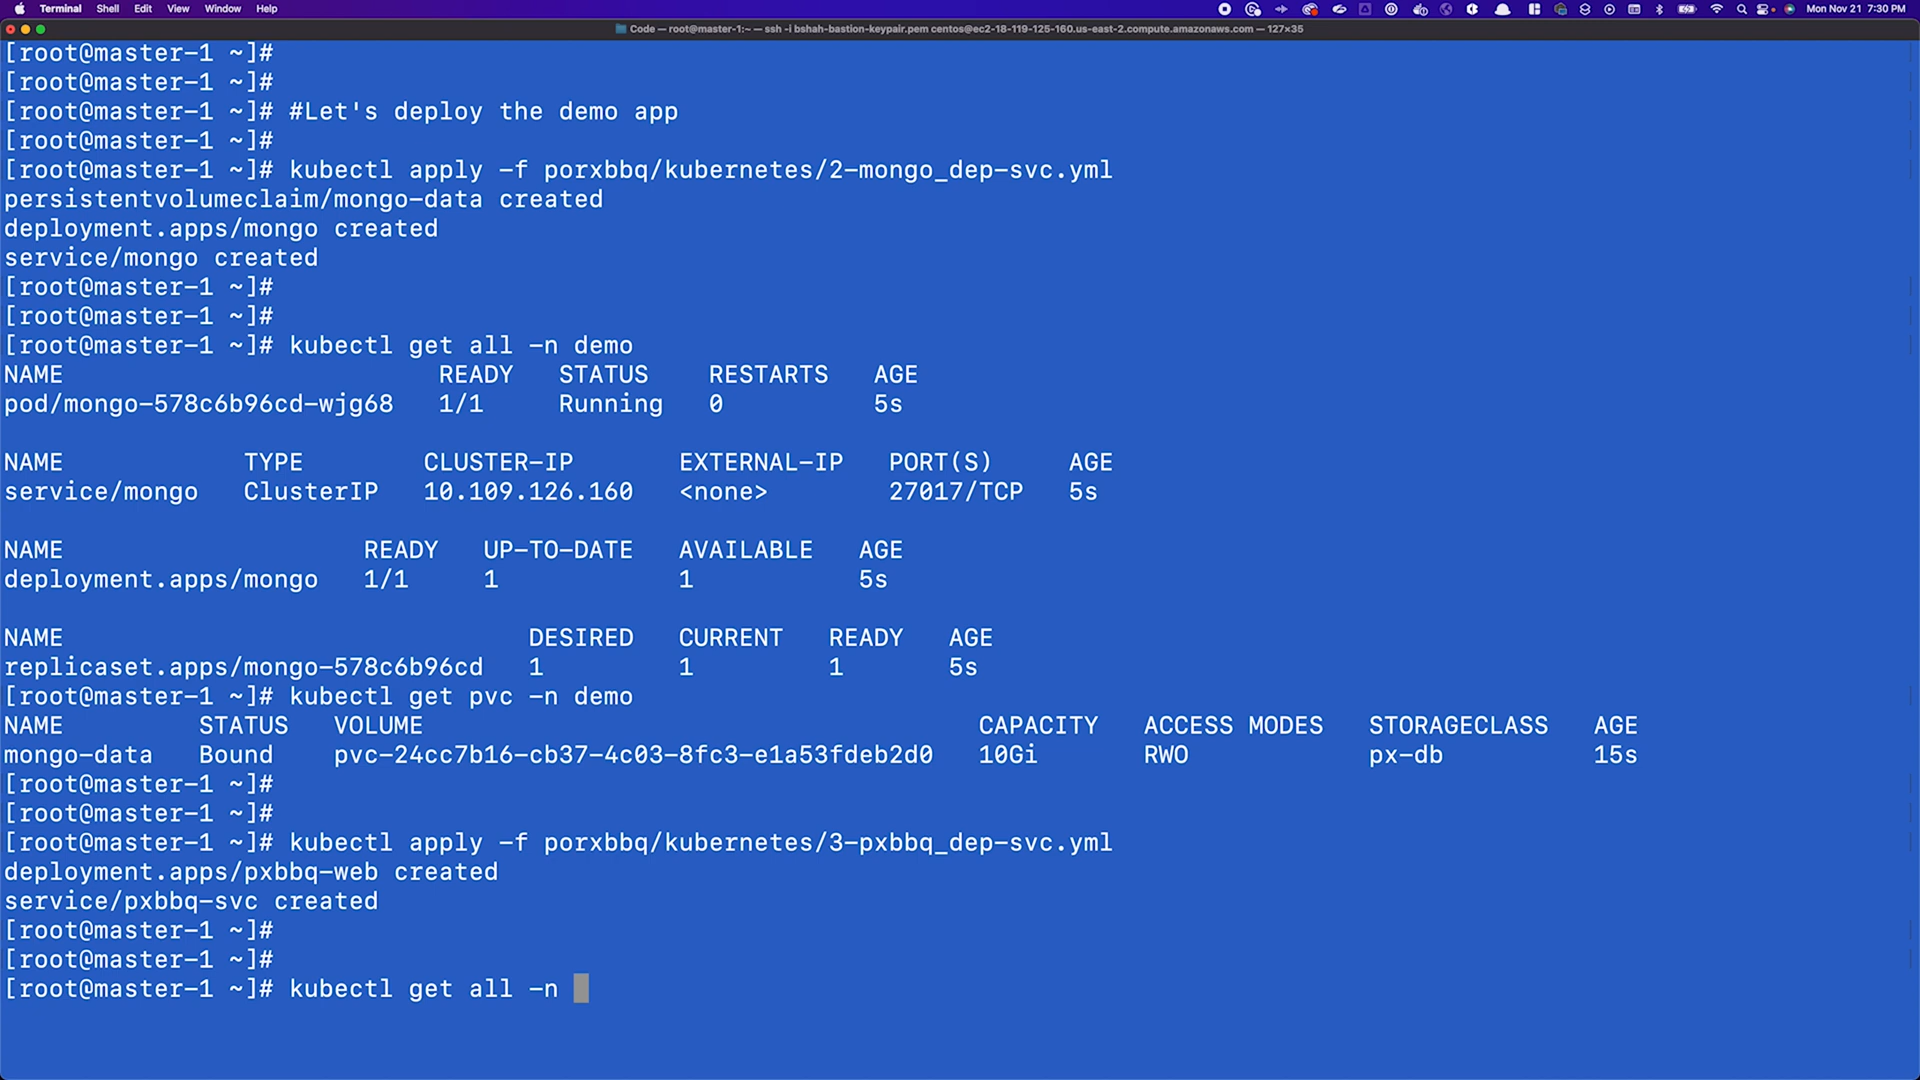 Terminal Shell Edit View Window Help Mon Nov 21 7:30 PM
Code — root@master-1:~ — ssh -i bshah-bastion-keypair.pem centos@ec2-18-119-125-160.us-east-2.compute.amazonaws.com — 127×35
[root@master-1 ~]#
[root@master-1 ~]#
[root@master-1 ~]# #Let's deploy the demo app
[root@master-1 ~]#
[root@master-1 ~]# kubectl apply -f porxbbq/kubernetes/2-mongo_dep-svc.yml
persistentvolumeclaim/mongo-data created
deployment.apps/mongo created
service/mongo created
[root@master-1 ~]#
[root@master-1 ~]#
[root@master-1 ~]# kubectl get all -n demo
NAME READY STATUS RESTARTS AGE
pod/mongo-578c6b96cd-wjg68 1/1 Running 0 5s
NAME TYPE CLUSTER-IP EXTERNAL-IP PORT(S) AGE
service/mongo ClusterIP 10.109.126.160 <none> 27017/TCP 5s
NAME READY UP-TO-DATE AVAILABLE AGE
deployment.apps/mongo 1/1 1 1 5s
NAME DESIRED CURRENT READY AGE
replicaset.apps/mongo-578c6b96cd 1 1 1 5s
[root@master-1 ~]# kubectl get pvc -n demo
NAME STATUS VOLUME CAPACITY ACCESS MODES STORAGECLASS AGE
mongo-data Bound pvc-24cc7b16-cb37-4c03-8fc3-e1a53fdeb2d0 10Gi RWO px-db 15s
[root@master-1 ~]#
[root@master-1 ~]#
[root@master-1 ~]# kubectl apply -f porxbbq/kubernetes/3-pxbbq_dep-svc.yml
deployment.apps/pxbbq-web created
service/pxbbq-svc created
[root@master-1 ~]#
[root@master-1 ~]#
[root@master-1 ~]# kubectl get all -n